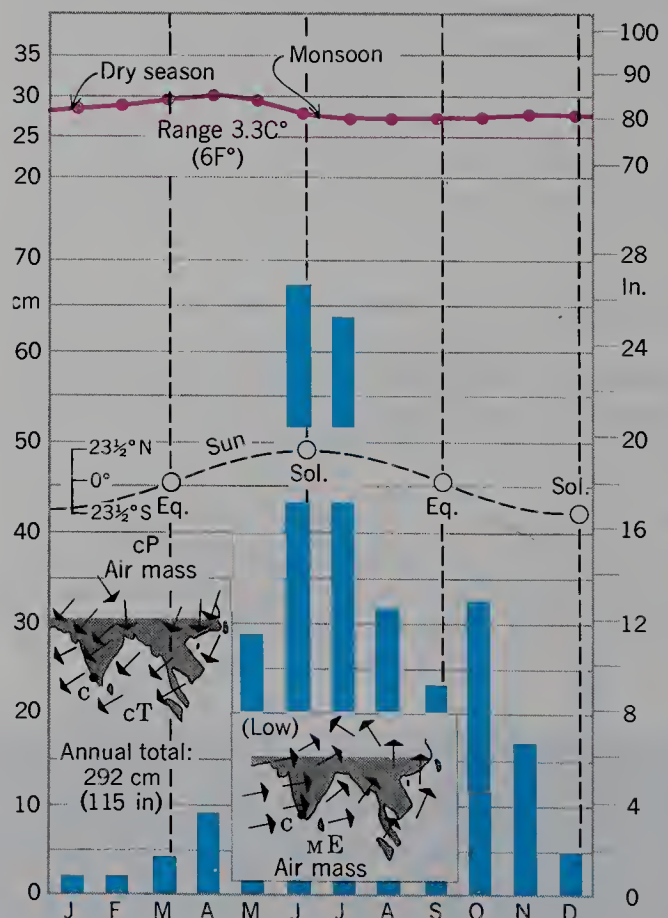 35
30
25
20
70
cm
60
50
40
30
20
10
0
100
90
80
70
28
In.
24
20
16
12
8
4
0
Dry season
Monsoon
Range 3.3C°
(6F°)
23½°N
0°
23½°S
Sun
Eq.
Sol.
Eq.
Sol.
cP
Air mass
C
cT
Annual total:
292 cm
(115 in)
(Low)
C
mE
Air mass
J F M A M J J A S O N D